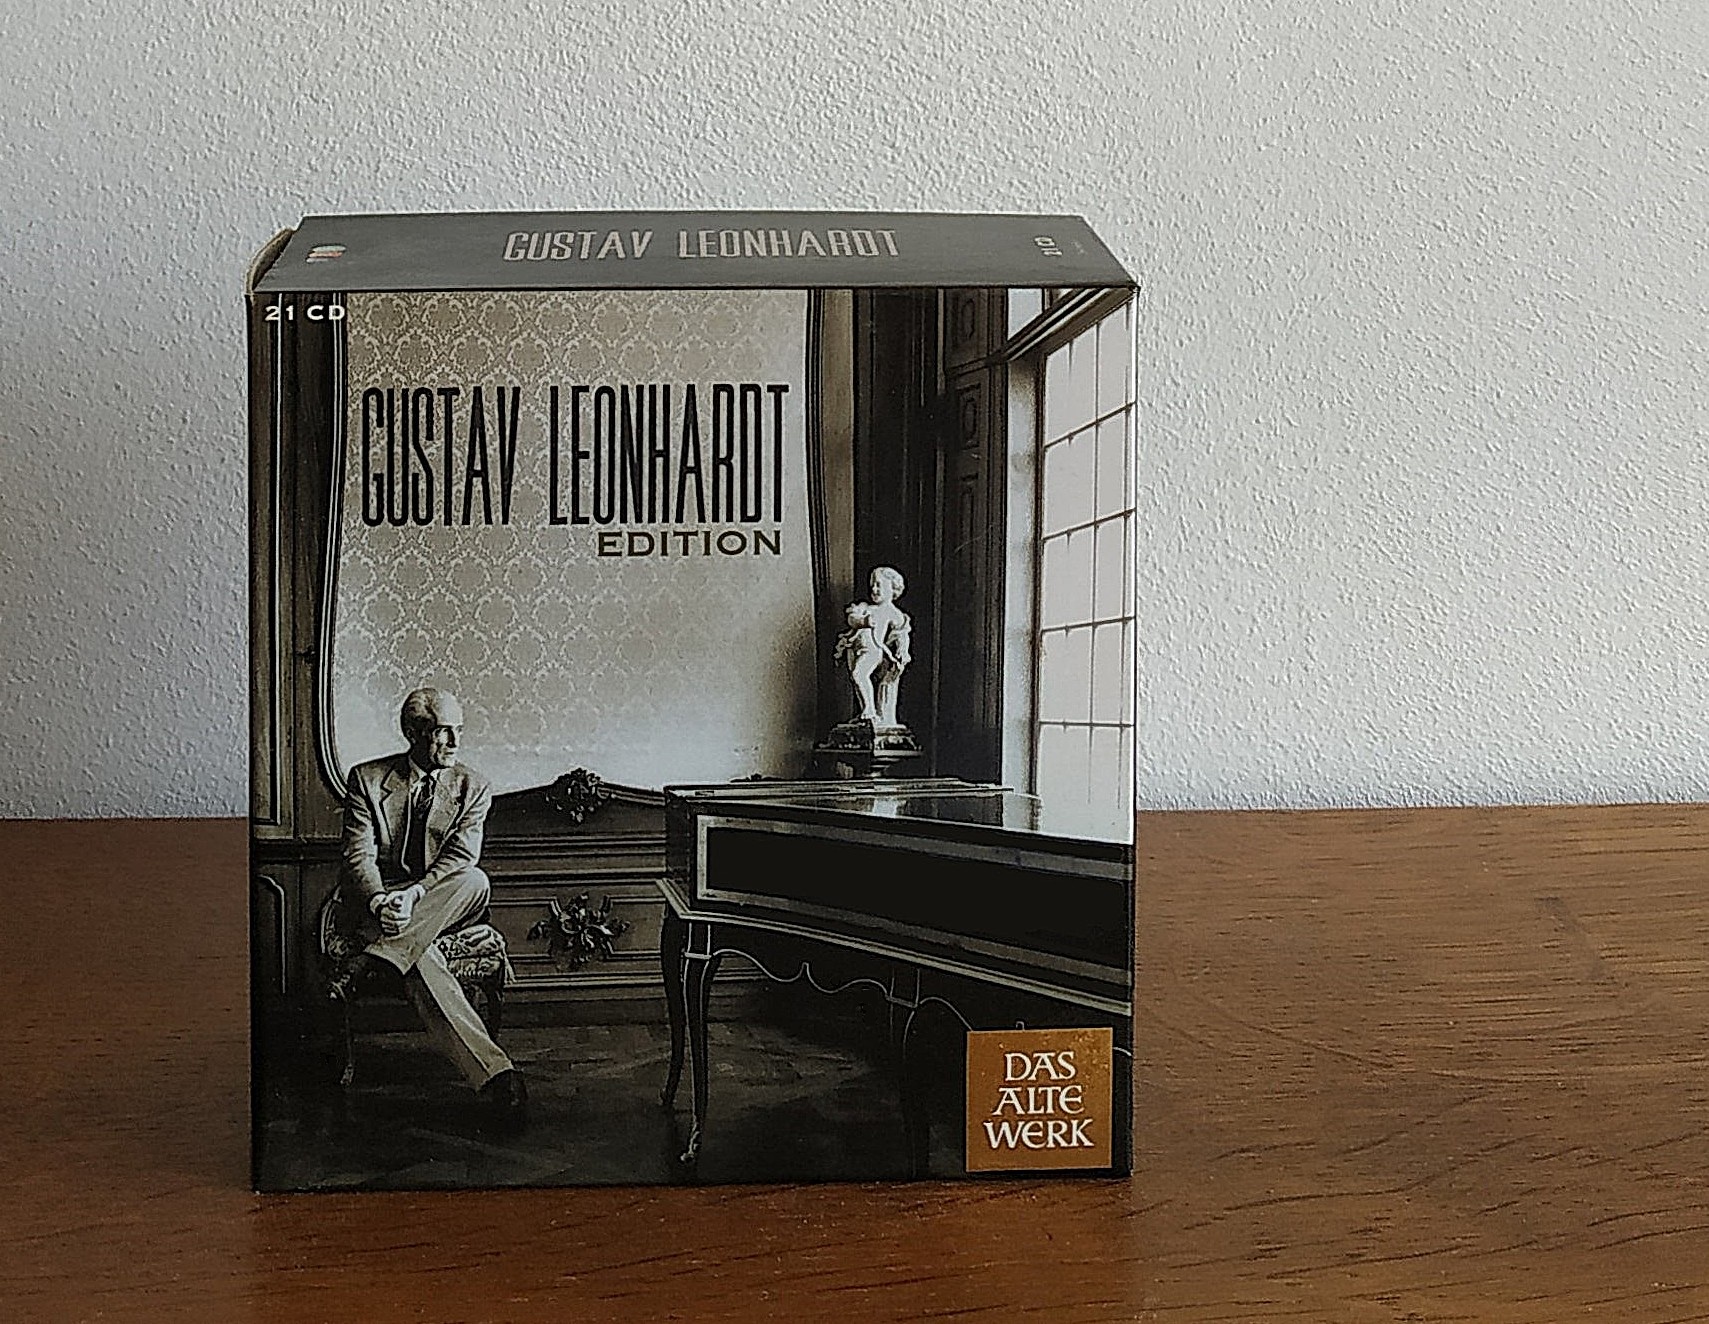 GUSTAV LEONHARDT
21 CD
GUSTAV LEONHARDT
EDITION
DAS
ALTE
WERK